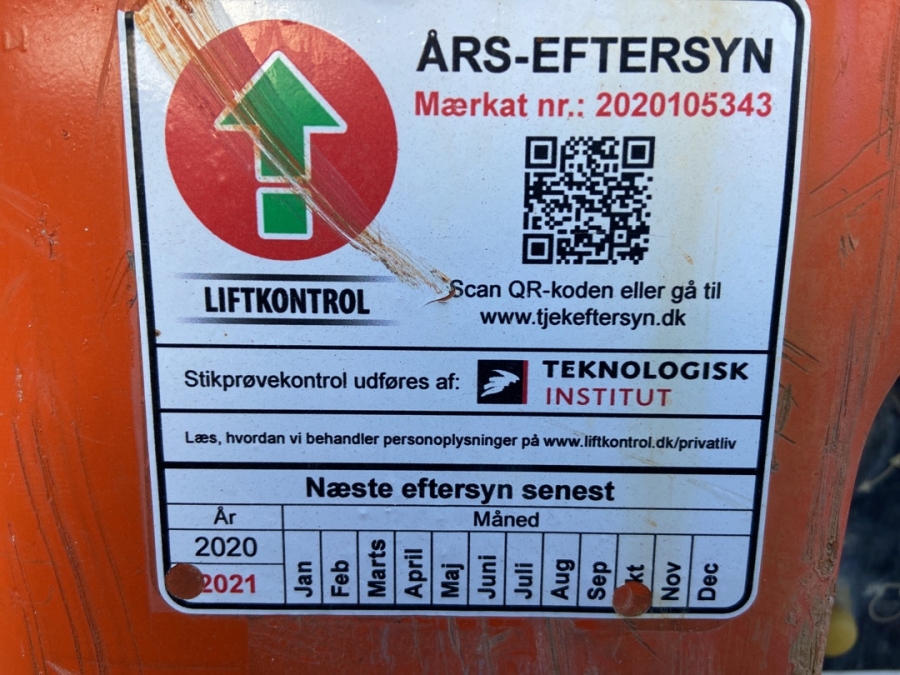 ÅRS-EFTERSYN
Mærkat nr.: 2020105343
LIFTKONTROL
Scan QR-koden eller gå til
www.tjekeftersyn.dk
Stikprøvekontrol udføres af:
TEKNOLOGISK
INSTITUT
Læs, hvordan vi behandler personoplysninger på www.liftkontrol.dk/privatliv
Næste eftersyn senest
År
Måned
2020
2021
Jan Feb Marts April Maj Juni Juli Aug Sep kt Nov Dec